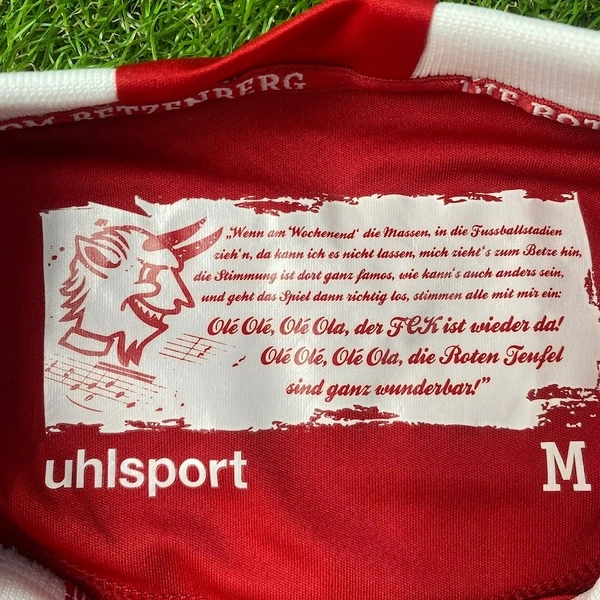 BETZENBERG
DIE ROT
„Wenn am Wochenend' die Massen, in die Fussballstadien
zieh'n, da kann ich es nicht lassen, mich zieht's zum Betze hin,
die Stimmung ist dort ganz famos, wie kann's auch anders sein,
und geht das Spiel dann richtig los, stimmen alle mit mir ein:
Olé Olé, Olé Ola, der FCK ist wieder da!
Olé Olé, Olé Ola, die Roten Teufel
sind ganz wunderbar!”
uhlsport
M